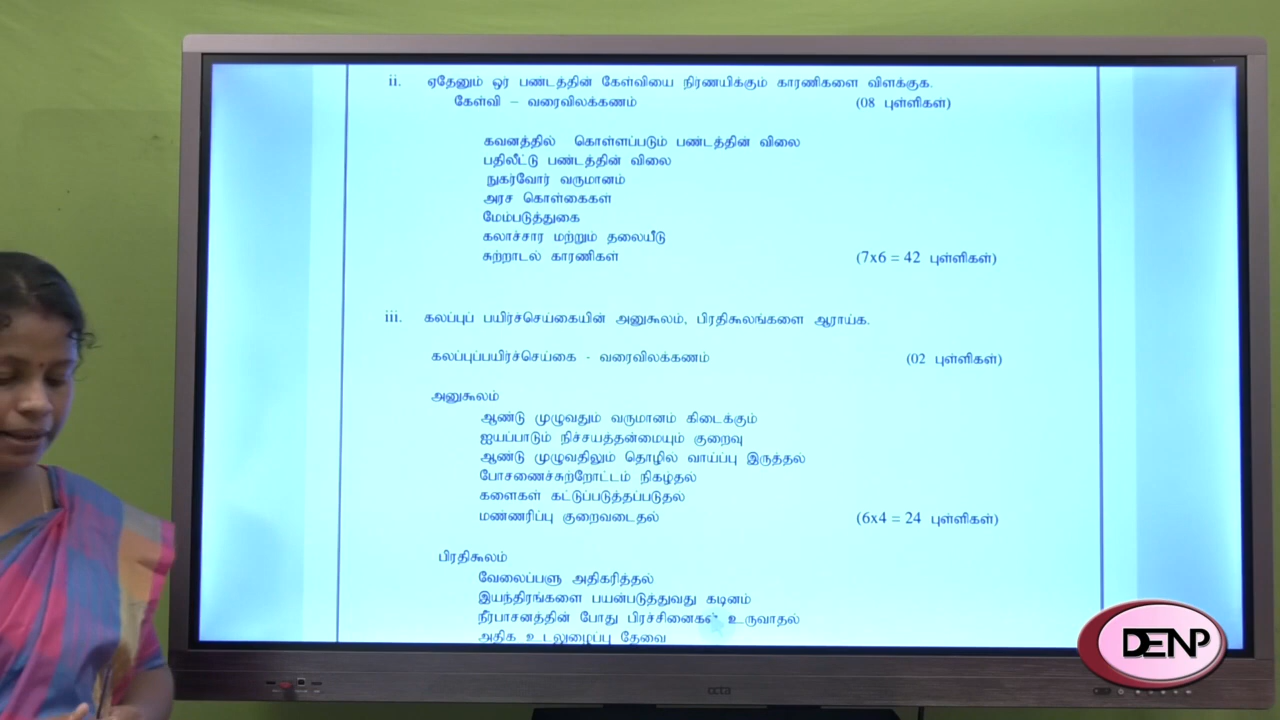 ii. ஏதேனும் ஓர் பண்டத்தின் கேள்வியை நிர்ணயிக்கும் காரணிகளை விளக்குக.
கேள்வி – வரைவிலக்கணம் (08 புள்ளிகள்)
கவனத்தில் கொள்ளப்படும் பண்டத்தின் விலை
பதிலீட்டு பண்டத்தின் விலை
நுகர்வோர் வருமானம்
அரச கொள்கைகள்
மேம்படுத்துகை
கலாச்சார மற்றும் தலையீடு
சுற்றாடல் காரணிகள் (7x6 = 42 புள்ளிகள்)
iii. கலப்புப் பயிர்ச்செய்கையின் அனுகூலம், பிரதிகூலங்களை ஆராய்க.
கலப்புப்பயிர்ச்செய்கை - வரைவிலக்கணம் (02 புள்ளிகள்)
அனுகூலம்
ஆண்டு முழுவதும் வருமானம் கிடைக்கும்
ஐயப்பாடும் நிச்சயத்தன்மையும் குறைவு
ஆண்டு முழுவதிலும் தொழில் வாய்ப்பு இருத்தல்
போசணைச்சுற்றோட்டம் நிகழ்தல்
களைகள் கட்டுப்படுத்தப்படுதல்
மண்ணரிப்பு குறைவடைதல் (6x4 = 24 புள்ளிகள்)
பிரதிகூலம்
வேலைப்பளு அதிகரித்தல்
இயந்திரங்களை பயன்படுத்துவது கடினம்
நீர்பாசனத்தின் போது பிரச்சினைகள் உருவாதல்
அதிக உடலுழைப்பு தேவை
DENP